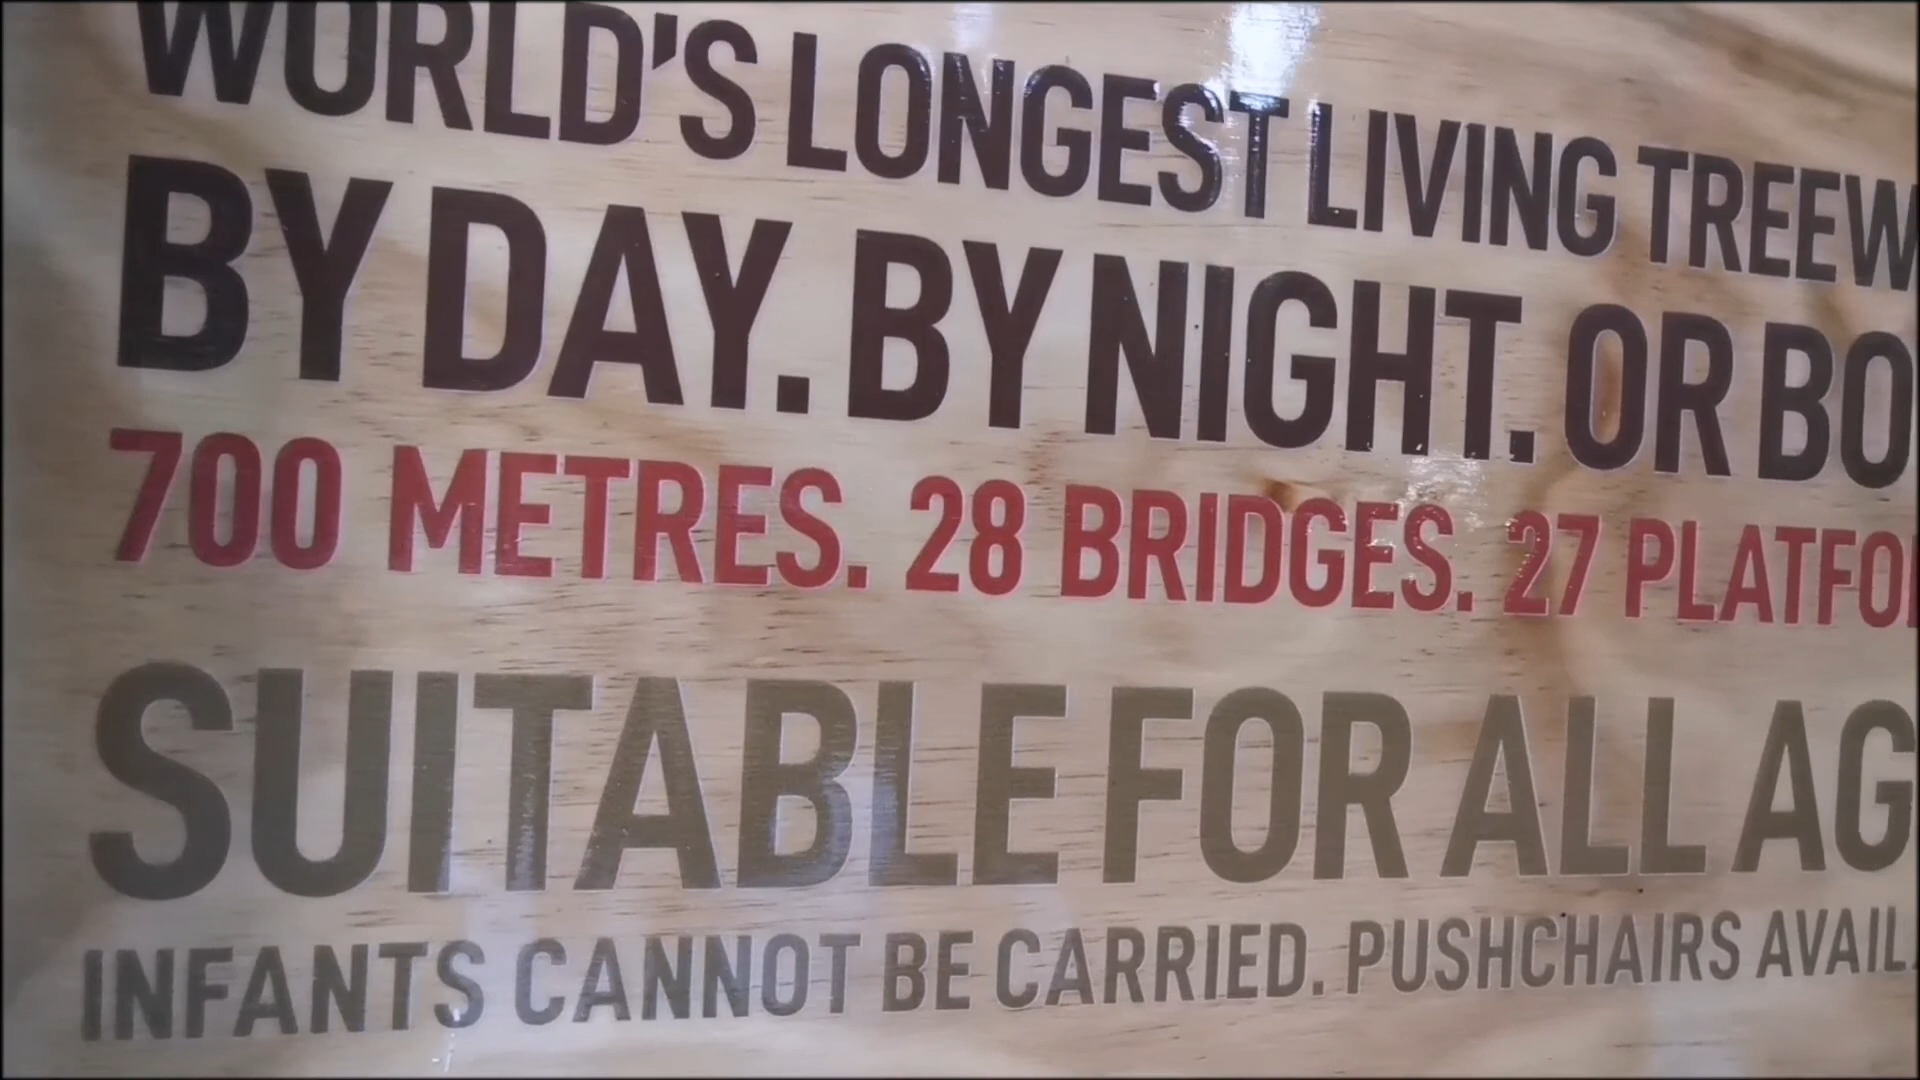 WORLD'S LONGEST LIVING TREEW
BY DAY. BY NIGHT. OR BO
700 METRES. 28 BRIDGES. 27 PLATFO
SUITABLE FOR ALL AG
INFANTS CANNOT BE CARRIED. PUSHCHAIRS AVAIL